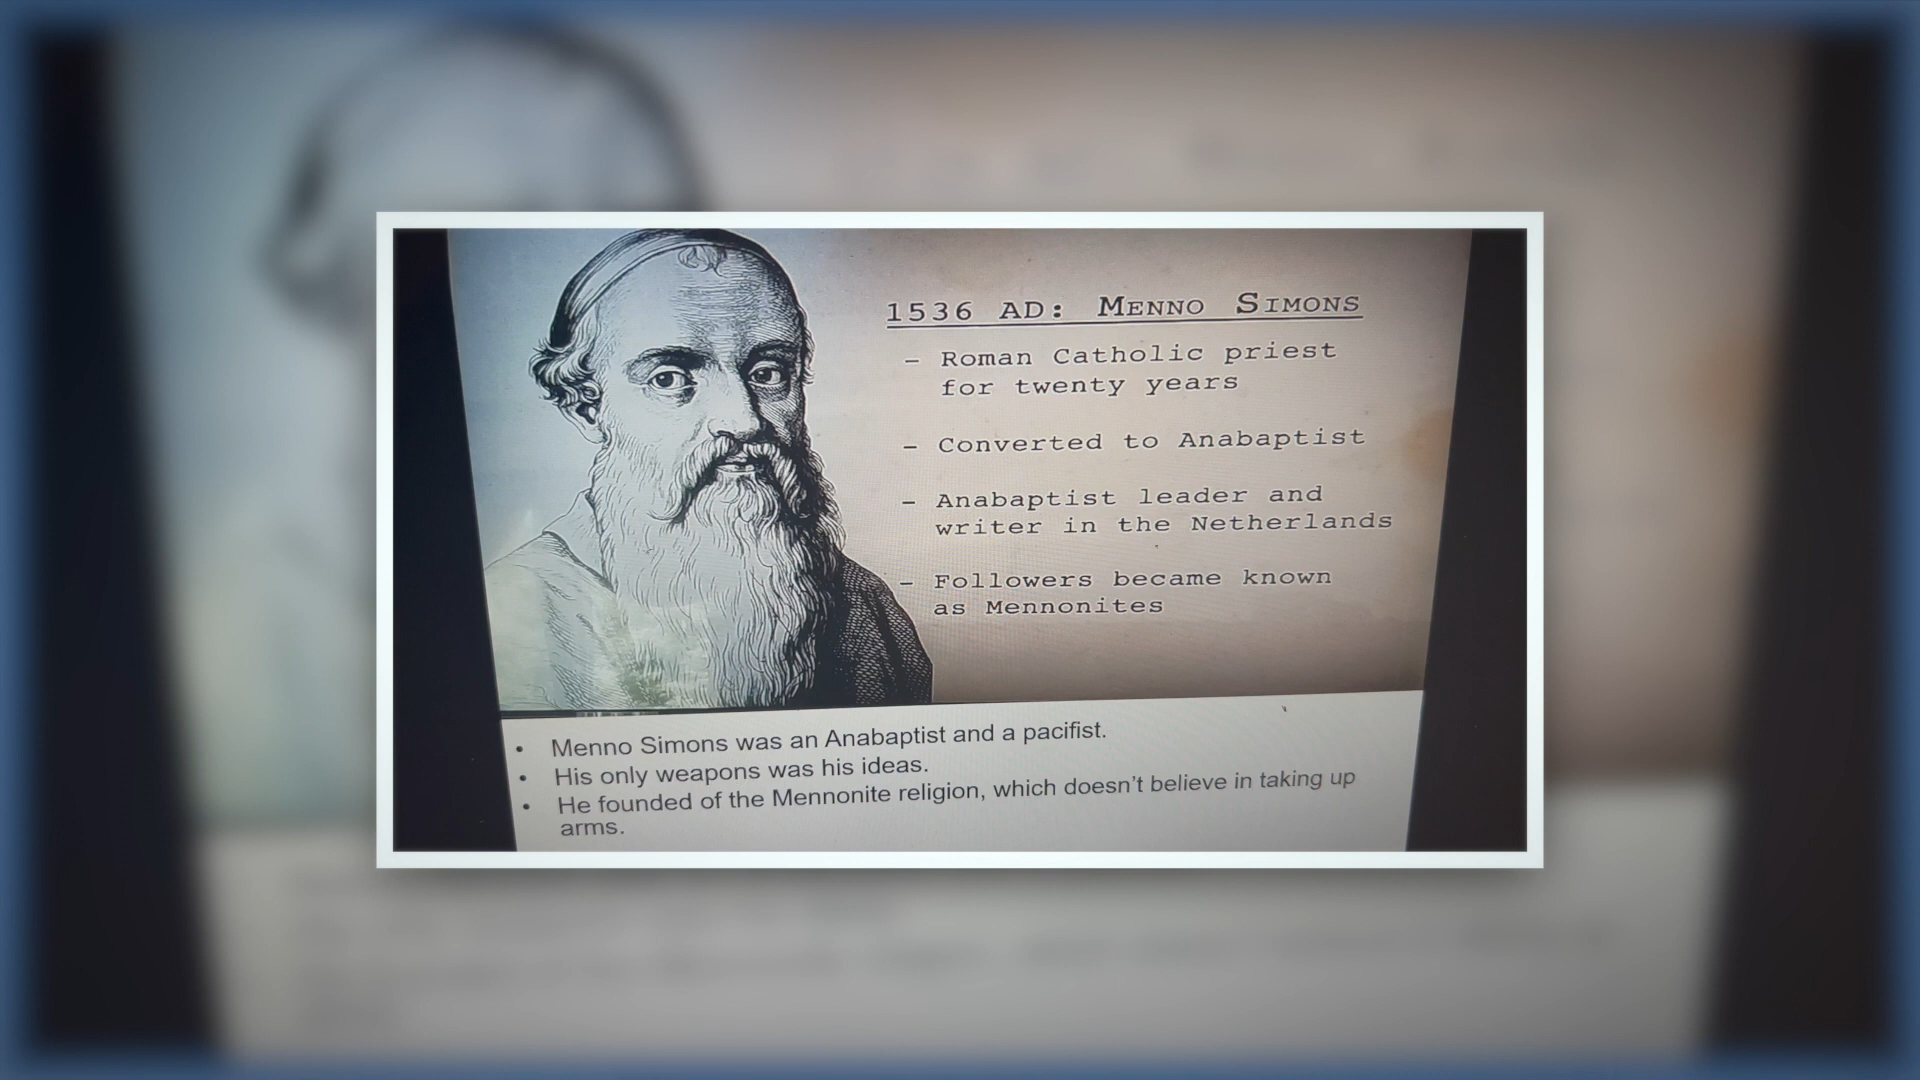 1536 AD: Menno Simons
- Roman Catholic priest
for twenty years
- Converted to Anabaptist
- Anabaptist leader and
writer in the Netherlands
- Followers became known
as Mennonites
• Menno Simons was an Anabaptist and a pacifist.
• His only weapons was his ideas.
• He founded of the Mennonite religion, which doesn't believe in taking up
arms.